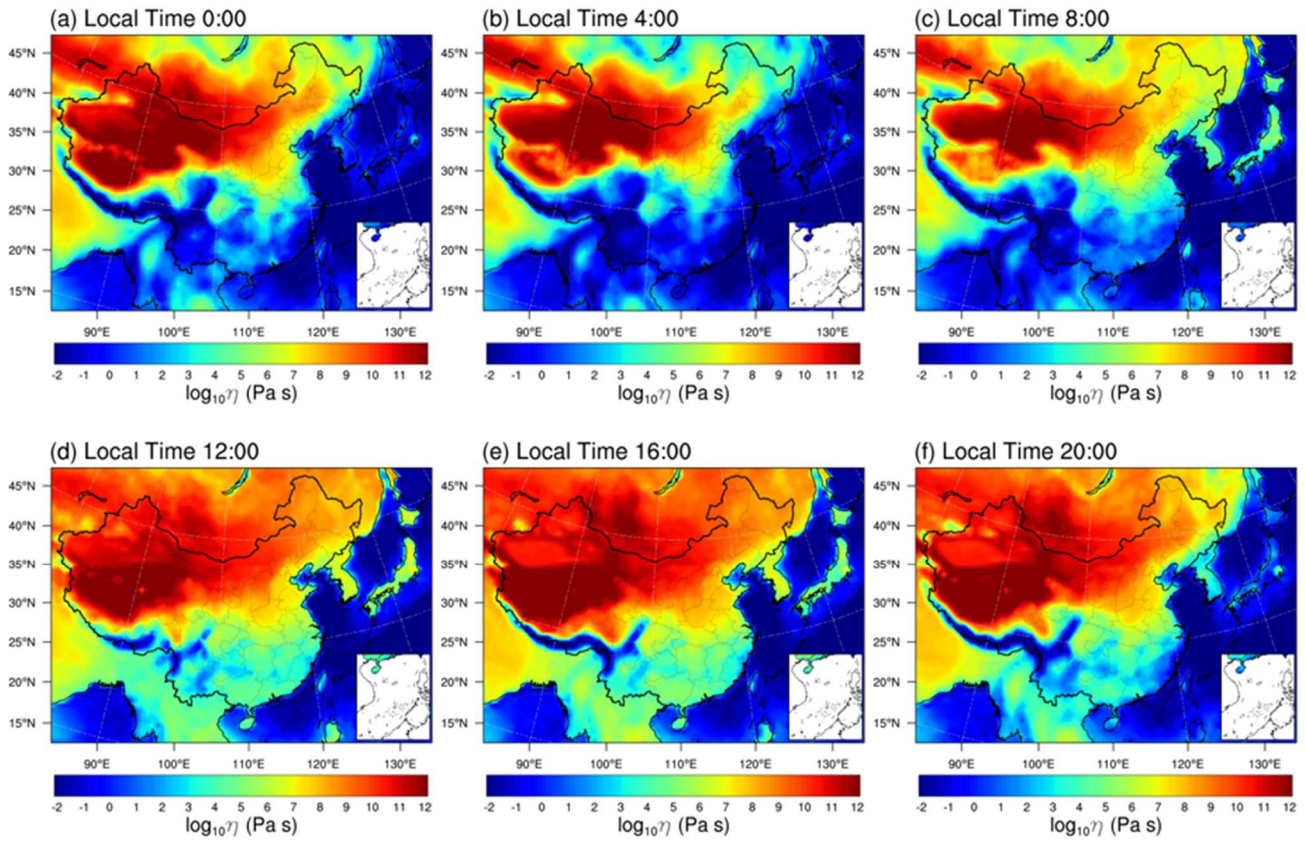 (a) Local Time 0:00
(b) Local Time 4:00
(c) Local Time 8:00
45°N
40°N
35°N
30°N
25°N
20°N
15°N
45°N
40°N
35°N
30°N
25°N
20°N
15°N
45°N
40°N
35°N
30°N
25°N
20°N
15°N
90°E 100°E 110°E 120°E 130°E
90°E 100°E 110°E 120°E 130°E
90°E 100°E 110°E 120°E 130°E
-2 -1 0 1 2 3 4 5 6 7 8 9 10 11 12
-2 -1 0 1 2 3 4 5 6 7 8 9 10 11 12
-2 -1 0 1 2 3 4 5 6 7 8 9 10 11 12
log₁₀η (Pa s)
log₁₀η (Pa s)
log₁₀η (Pa s)
(d) Local Time 12:00
(e) Local Time 16:00
(f) Local Time 20:00
45°N
40°N
35°N
30°N
25°N
20°N
15°N
45°N
40°N
35°N
30°N
25°N
20°N
15°N
45°N
40°N
35°N
30°N
25°N
20°N
15°N
90°E 100°E 110°E 120°E 130°E
90°E 100°E 110°E 120°E 130°E
90°E 100°E 110°E 120°E 130°E
-2 -1 0 1 2 3 4 5 6 7 8 9 10 11 12
-2 -1 0 1 2 3 4 5 6 7 8 9 10 11 12
-2 -1 0 1 2 3 4 5 6 7 8 9 10 11 12
log₁₀η (Pa s)
log₁₀η (Pa s)
log₁₀η (Pa s)